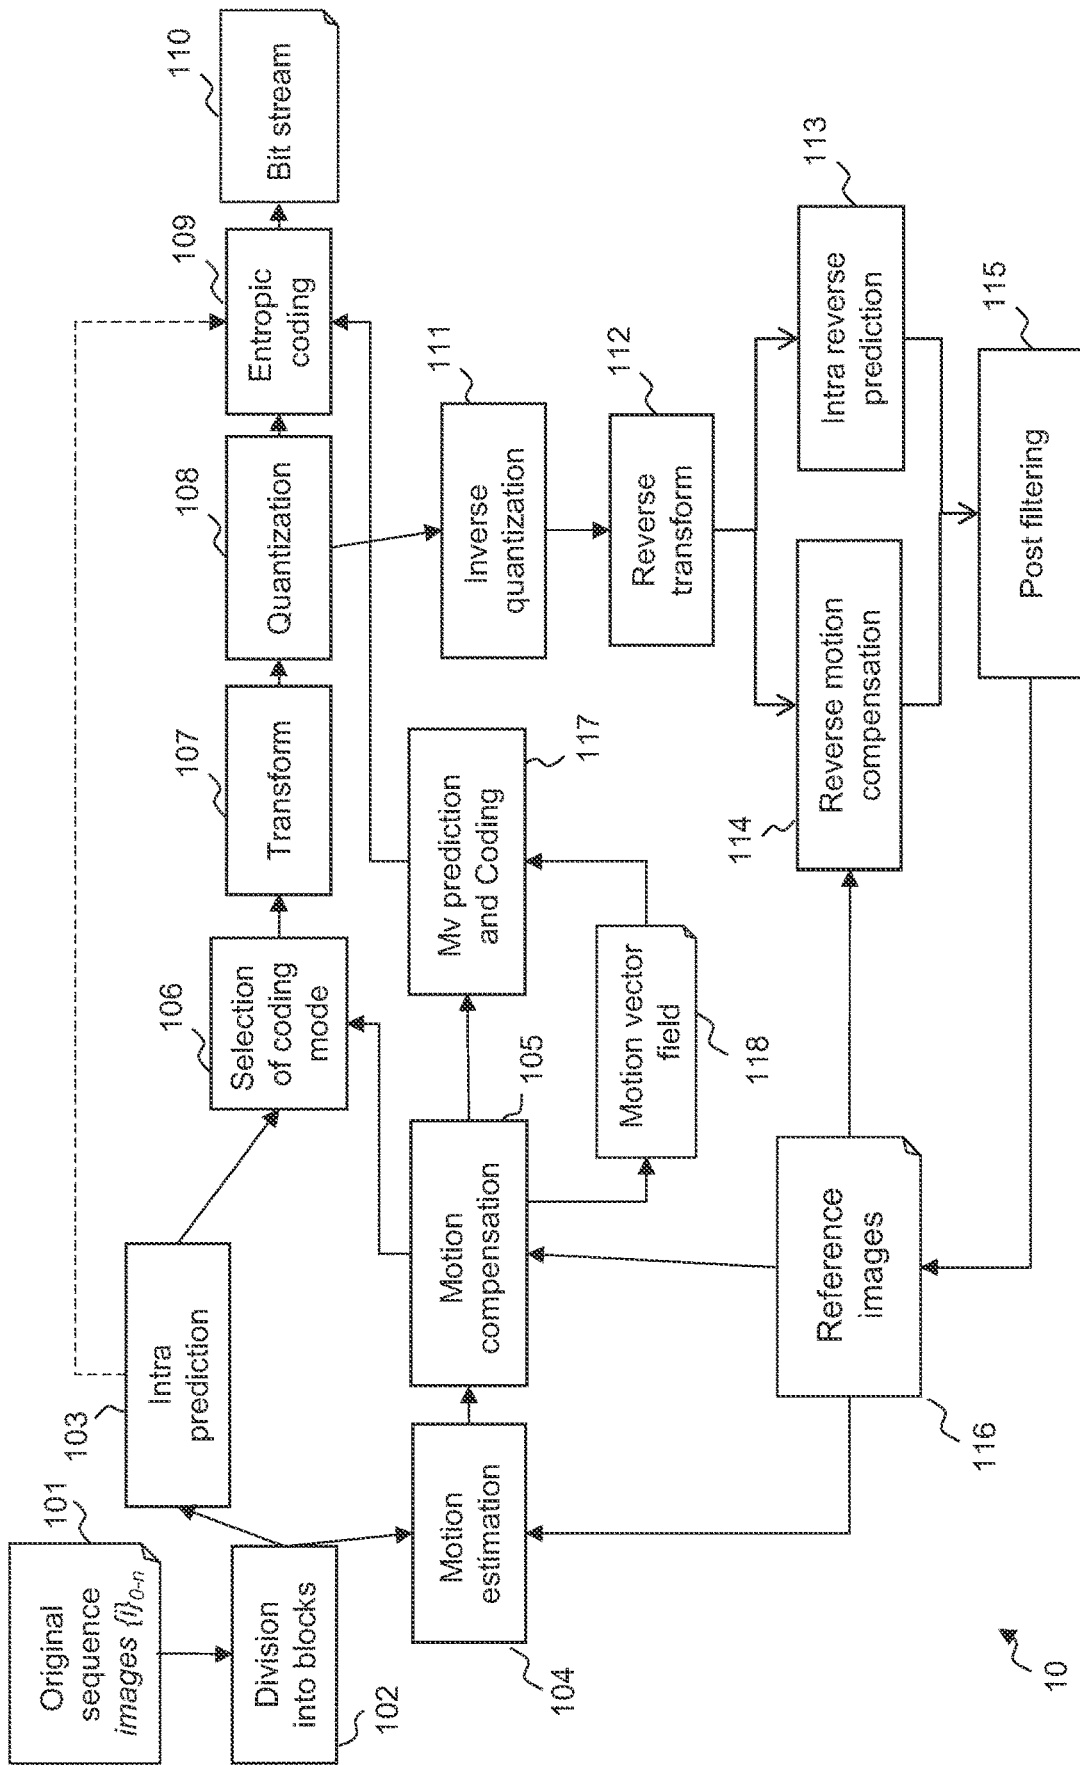 Original
sequence
images {I}0-n
101
Division
into blocks
102
Intra
prediction
103
Motion
estimation
104
Motion
compensation
105
Selection
of coding
mode
106
Transform
107
Quantization
108
Entropic
coding
109
Bit stream
110
Mv prediction
and Coding
117
Motion vector
field
118
Inverse
quantization
111
Reverse
transform
112
Intra reverse
prediction
113
Reverse motion
compensation
114
Post filtering
115
Reference
images
116
10